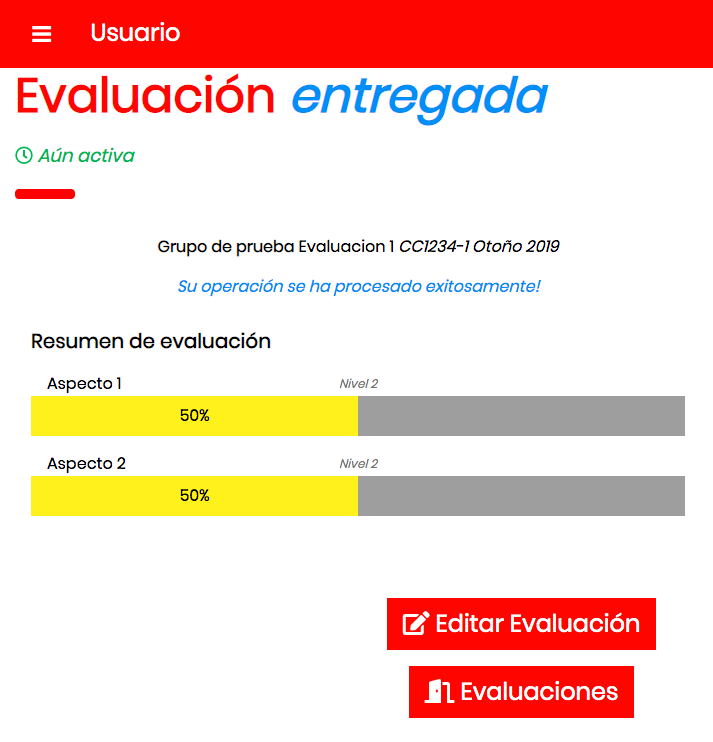 Usuario
Evaluación entregada
Aún activa
Grupo de prueba Evaluacion 1 CC1234-1 Otoño 2019
Su operación se ha procesado exitosamente!
Resumen de evaluación
Aspecto 1 Nivel 2
50%
Aspecto 2 Nivel 2
50%
Editar Evaluación
Evaluaciones